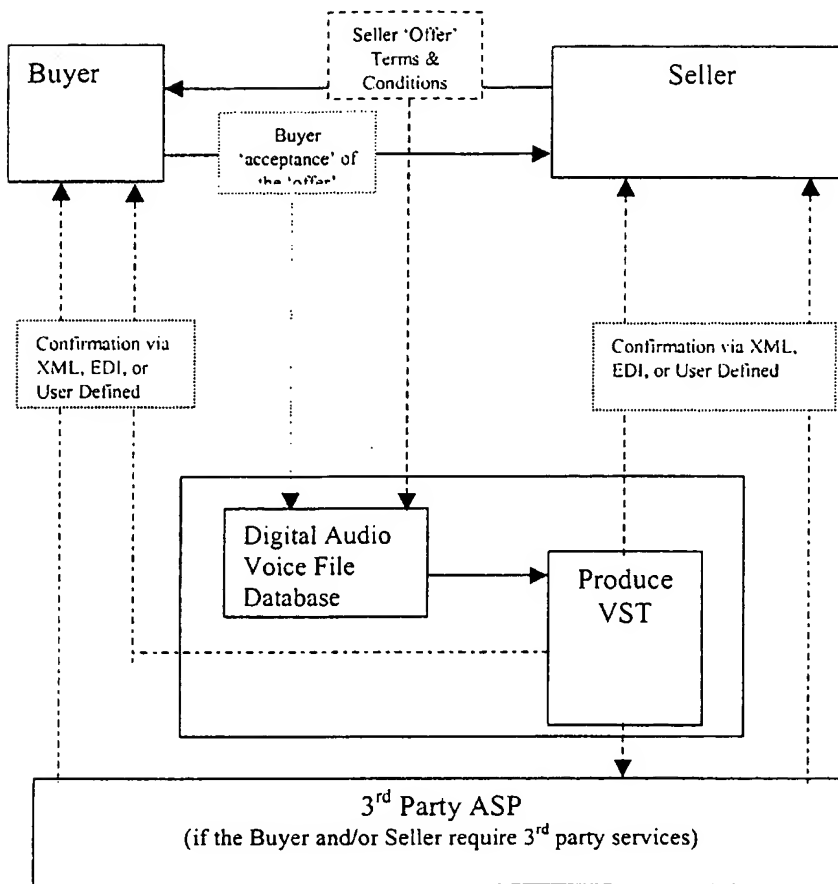 Seller 'Offer'
Terms &
Conditions
Buyer
Seller
Buyer
'acceptance' of
the 'offer'
Confirmation via
XML, EDI, or
User Defined
Confirmation via XML,
EDI, or User Defined
Digital Audio
Voice File
Database
Produce
VST
3rd Party ASP
(if the Buyer and/or Seller require 3rd party services)